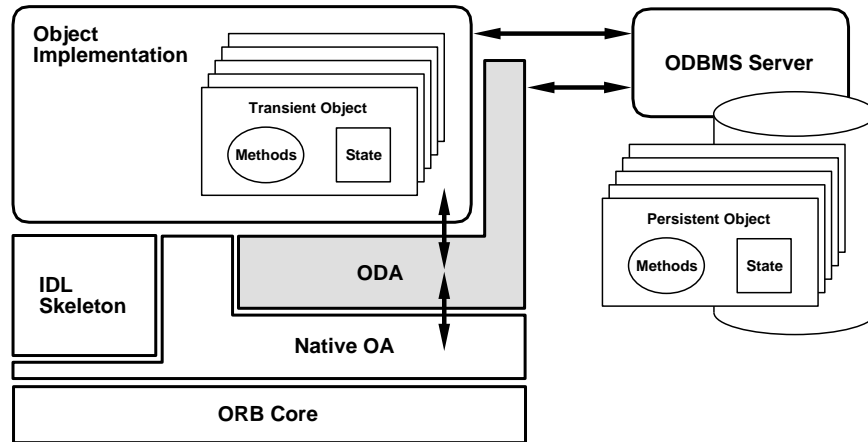 Object
Implementation
Transient Object
Methods
State
ODBMS Server
Persistent Object
Methods
State
IDL
Skeleton
ODA
Native OA
ORB Core